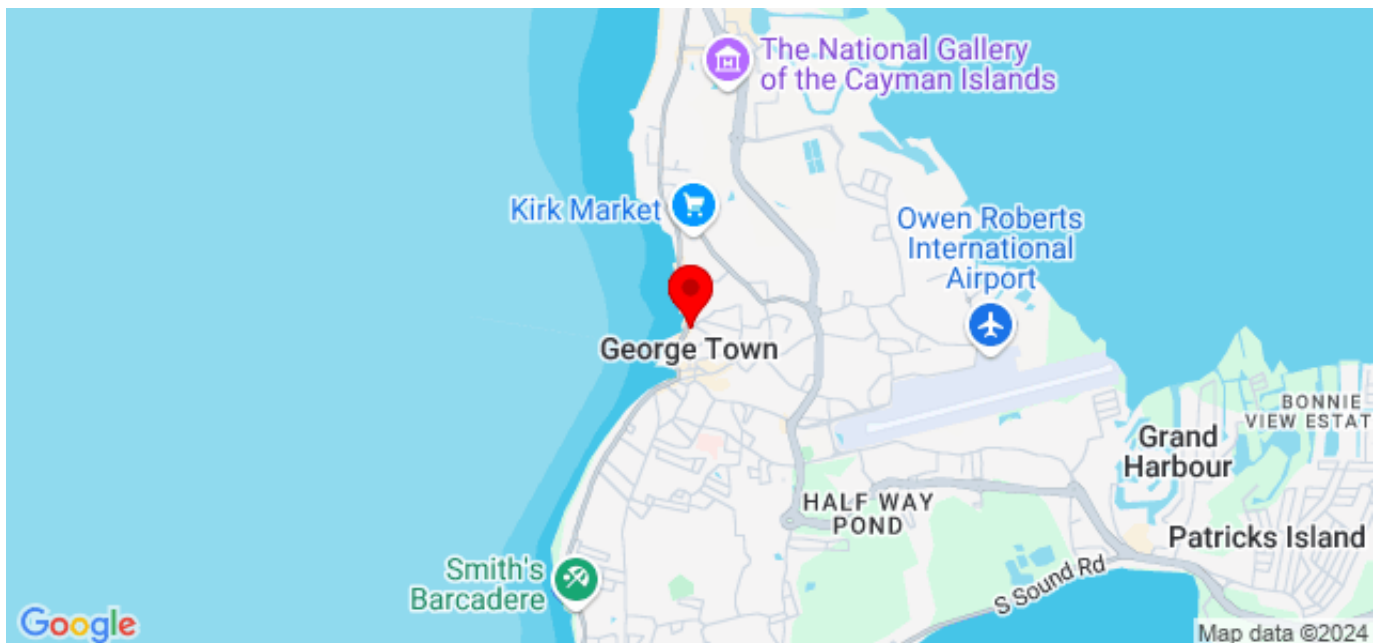 The National Gallery
of the Cayman Islands
Kirk Market
Owen Roberts
International
Airport
George Town
BONNIE
VIEW ESTAT
Grand
Harbour
HALF WAY
POND
Patricks Island
Smith's
Barcadere
S Sound Rd
Google
Map data ©2024